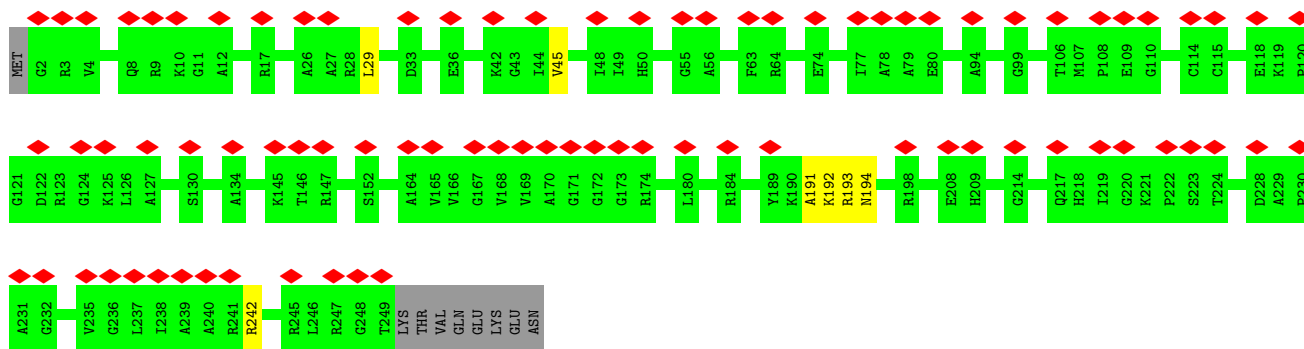 MET G2 R3 V4 Q8 R9 K10 G11 A12 R17 A26 A27 R28 L29 D33 E36 K42 G43 I44 V45 I48 I49 H50 G55 A56 F63 R64 E74 I77 A78 A79 E80 A94 G99 T106 M107 P108 E109 G110 C114 C115 E118 K119 P120
G121 D122 R123 G124 K125 L126 A127 S130 A134 K145 T146 R147 S152 A164 V165 V166 G167 V168 V169 A170 G171 G172 G173 R174 L180 R184 Y189 K190 A191 K192 R193 N194 R198 E208 H209 G214 Q217 H218 I219 G220 K221 P222 S223 T224 D228 A229 P230
A231 G232 V235 G236 L237 I238 A239 A240 R241 R242 R245 L246 R247 G248 T249 LYS THR VAL GLN GLU LYS GLU ASN